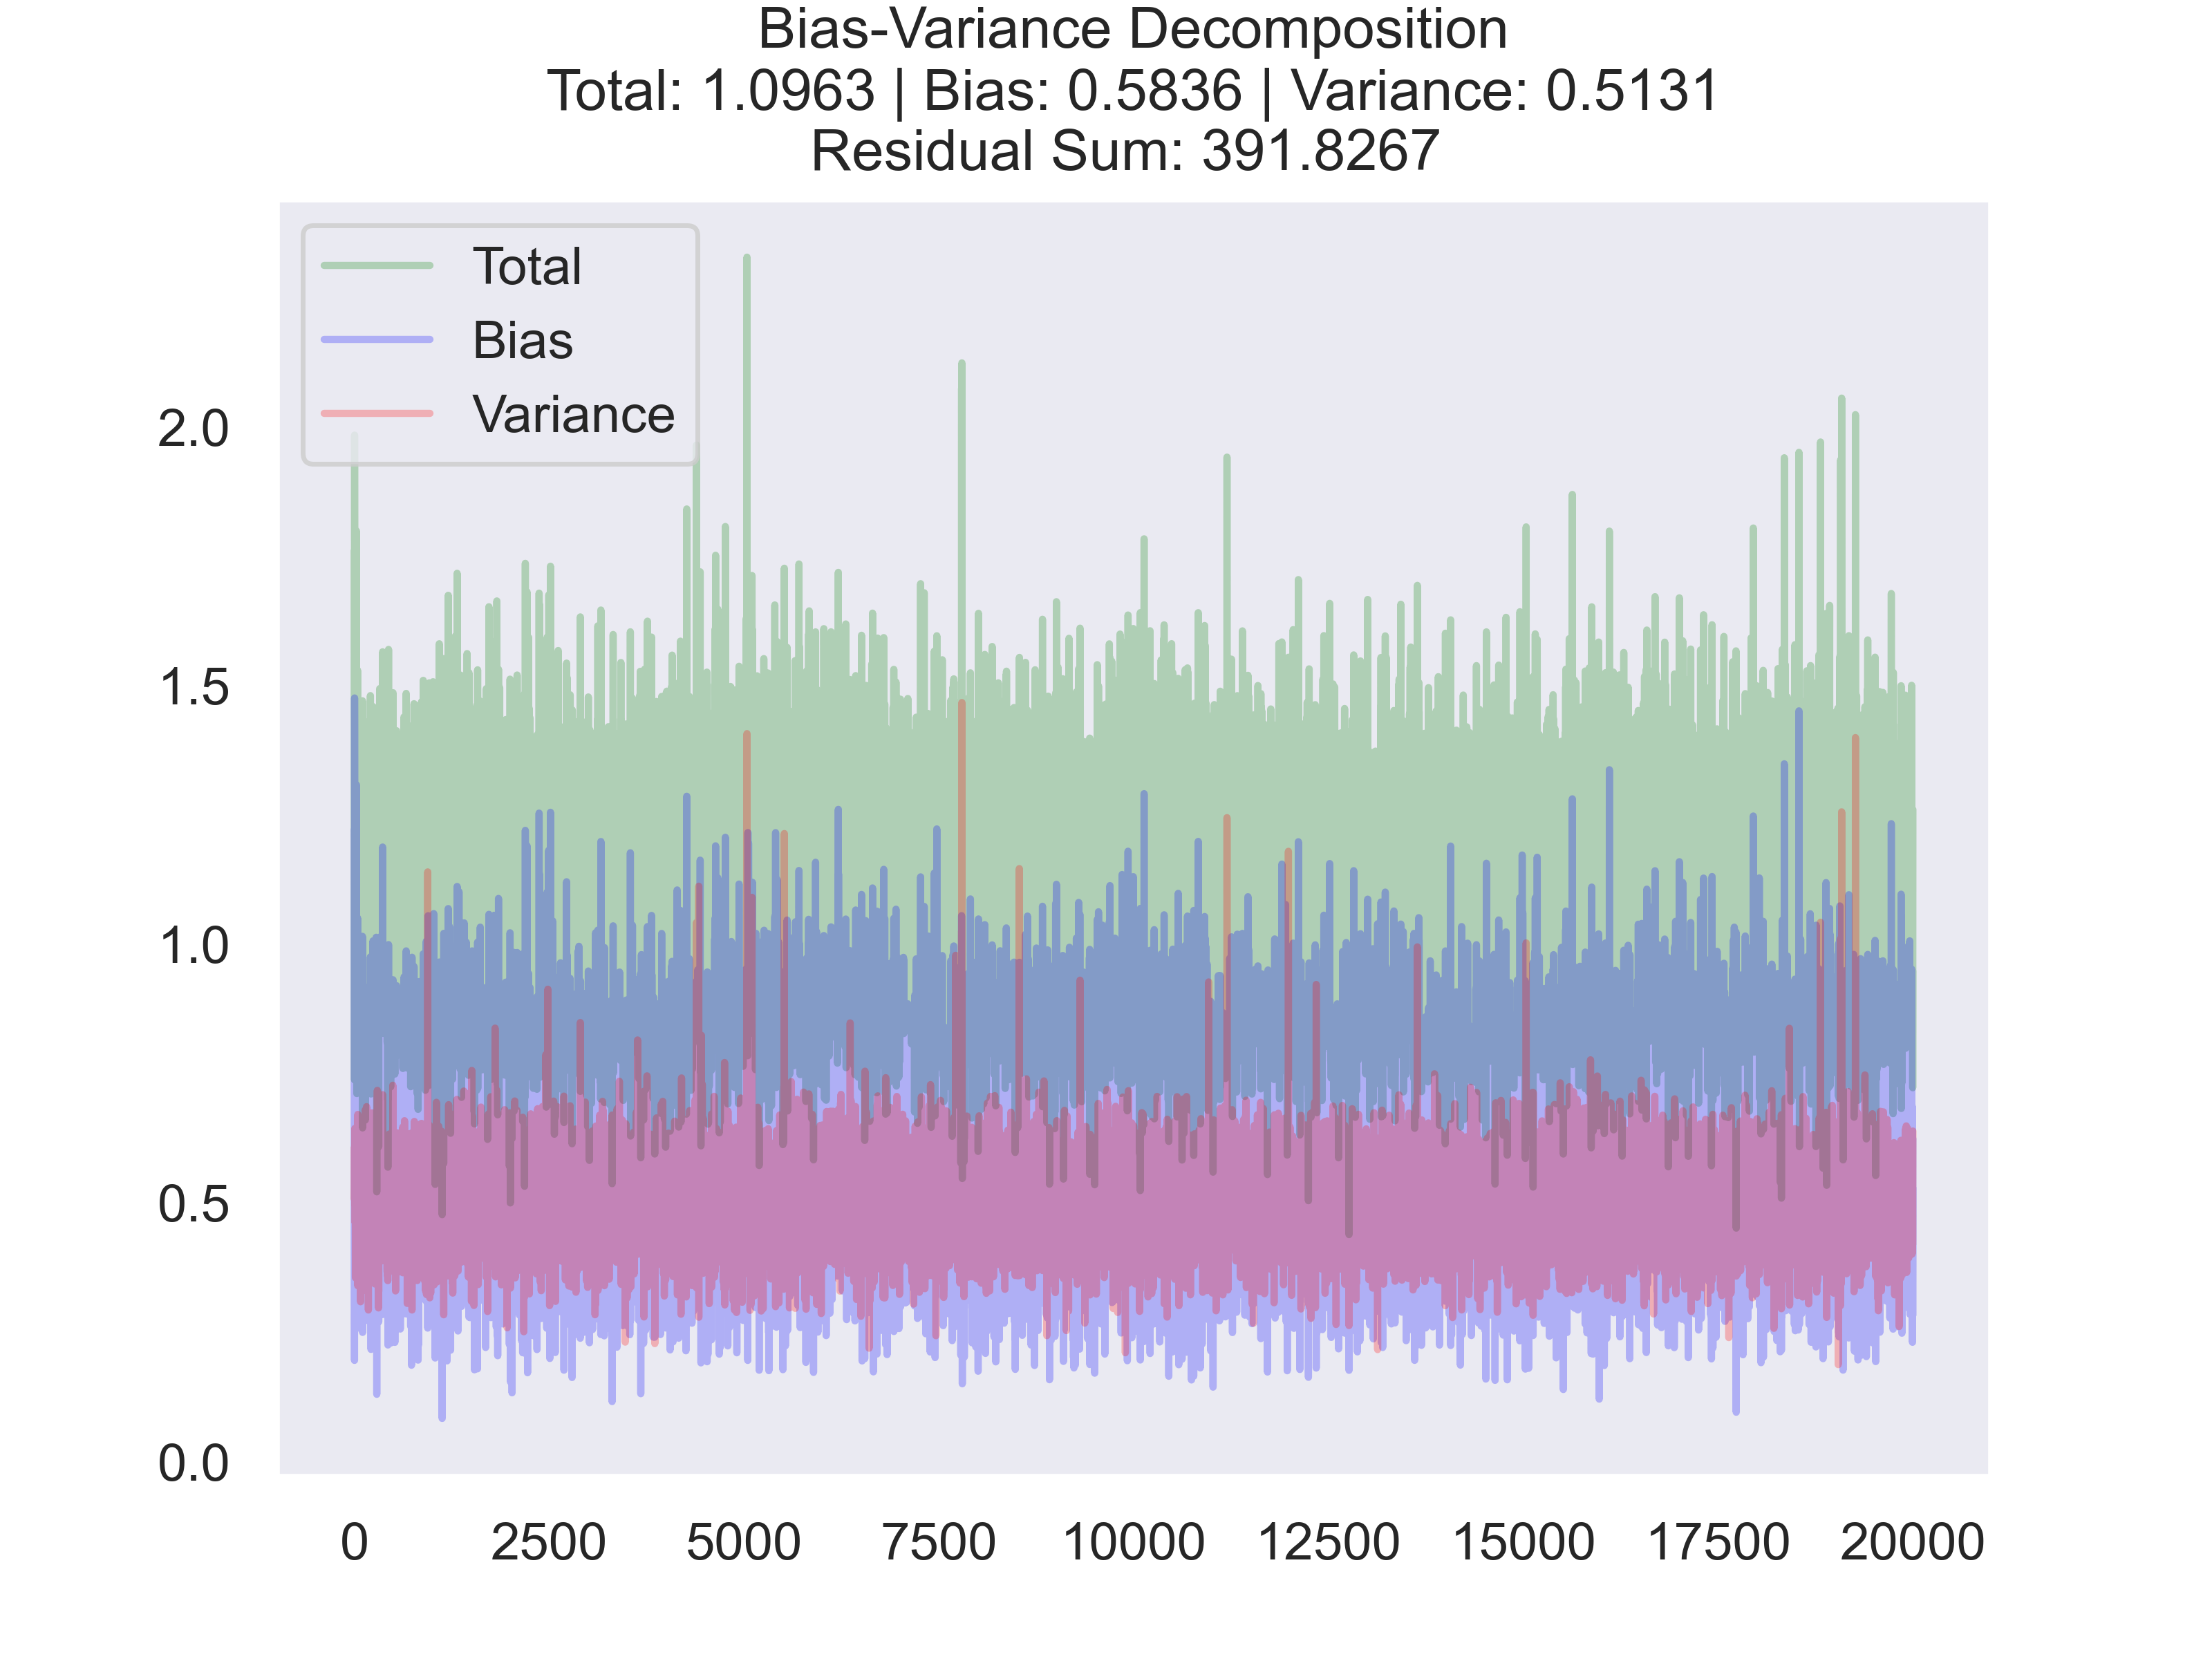 Bias-Variance Decomposition
Total: 1.0963 | Bias: 0.5836 | Variance: 0.5131
Residual Sum: 391.8267
Total
Bias
Variance
2.0
1.5
1.0
0.5
0.0
0 2500 5000 7500 10000 12500 15000 17500 20000